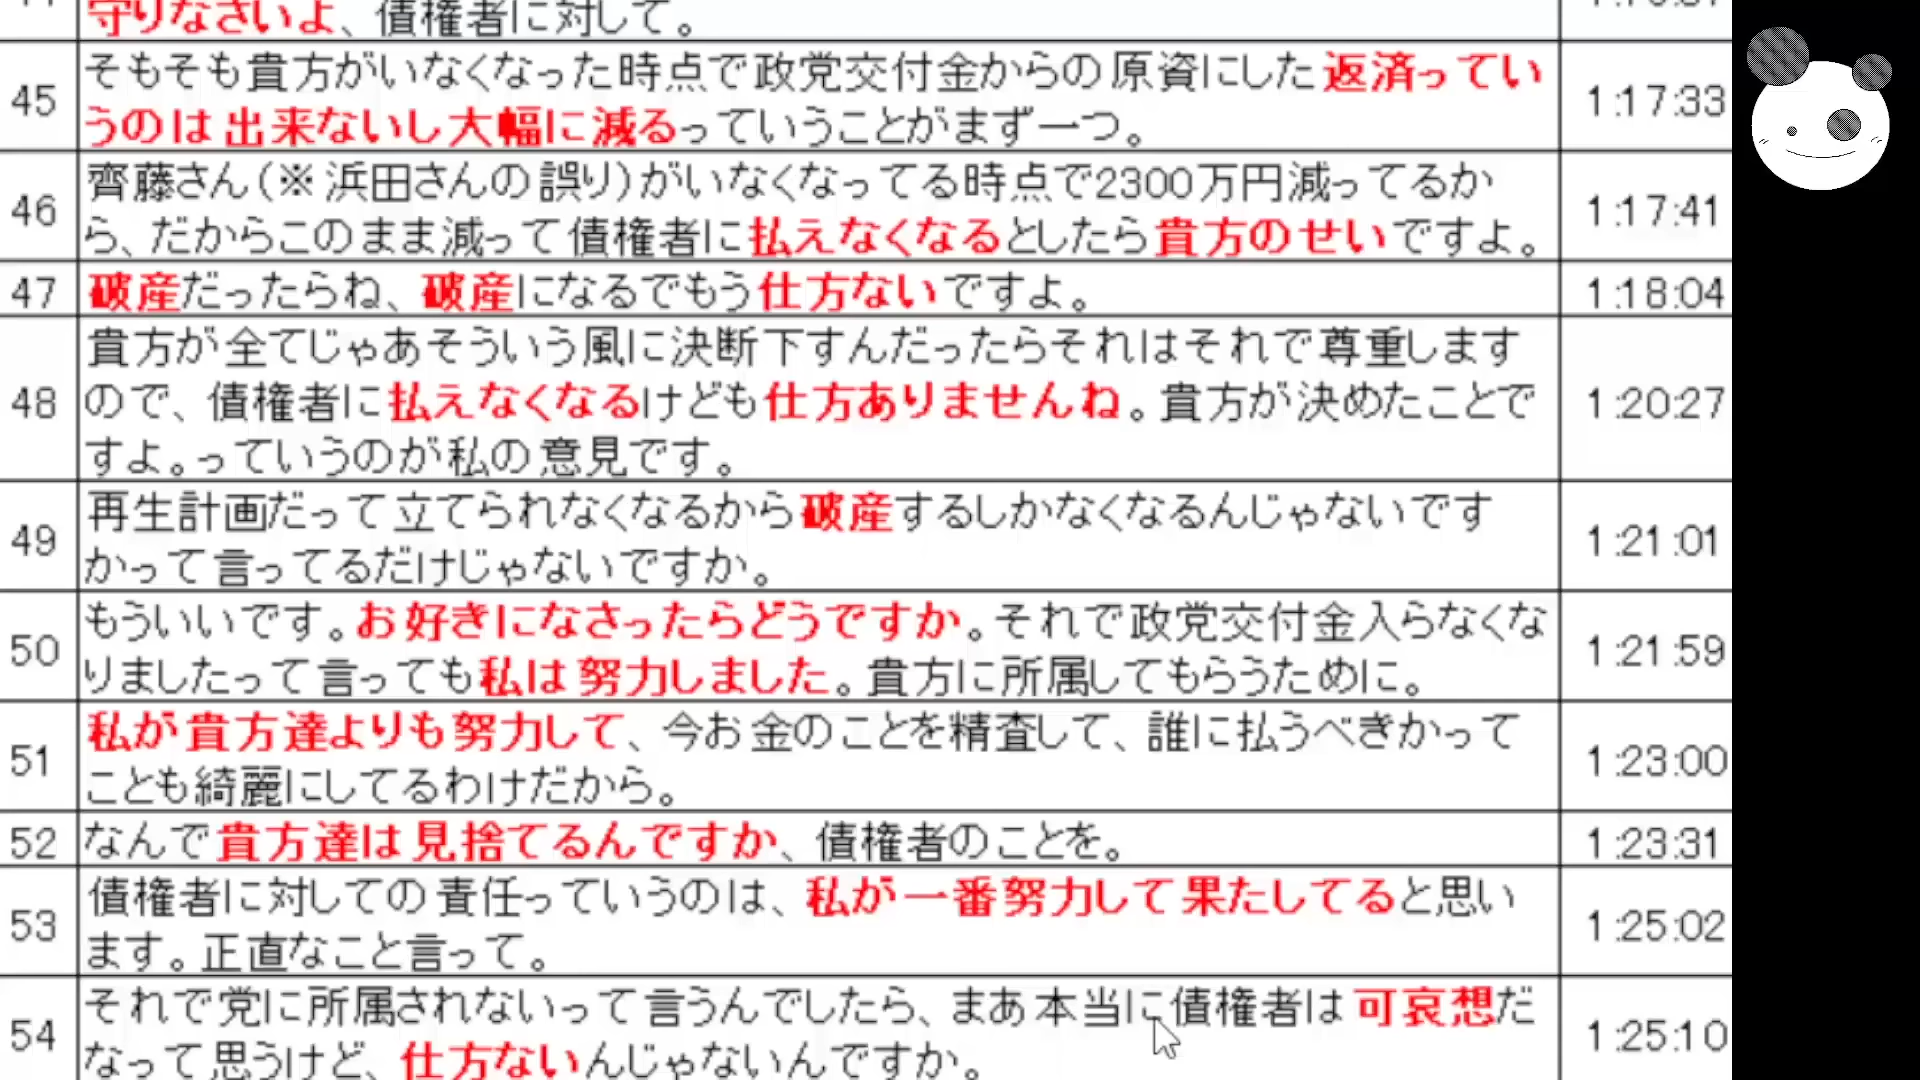 守りなさいよ、債権者に対して。
45
そもそも貴方がいなくなった時点で政党交付金からの原資にした返済ってい
うのは出来ないし大幅に減るっていうことがまず一つ。
1:17:33
46
齊藤さん(※浜田さんの誤り)がいなくなってる時点で2300万円減ってるか
ら、だからこのまま減って債権者に払えなくなるとしたら貴方のせいですよ。
1:17:41
47
破産だったらね、破産になるでもう仕方ないですよ。
1:18:04
48
貴方が全てじゃあそういう風に決断下すんだったらそれはそれで尊重します
ので、債権者に払えなくなるけども仕方ありませんね。貴方が決めたことで
すよ。っていうのが私の意見です。
1:20:27
49
再生計画だって立てられなくなるから破産するしかなくなるんじゃないです
かって言ってるだけじゃないですか。
1:21:01
50
もういいです。お好きになさったらどうですか。それで政党交付金入らなくな
りましたって言っても私は努力しました。貴方に所属してもらうために。
1:21:59
51
私が貴方達よりも努力して、今お金のことを精査して、誰に払うべきかって
ことも綺麗にしてるわけだから。
1:23:00
52
なんで貴方達は見捨てるんですか、債権者のことを。
1:23:31
53
債権者に対しての責任っていうのは、私が一番努力して果たしてると思い
ます。正直なこと言って。
1:25:02
54
それで党に所属されないって言うんでしたら、まあ本当に債権者は可哀想だ
なって思うけど、仕方ないんじゃないんですか。
1:25:10